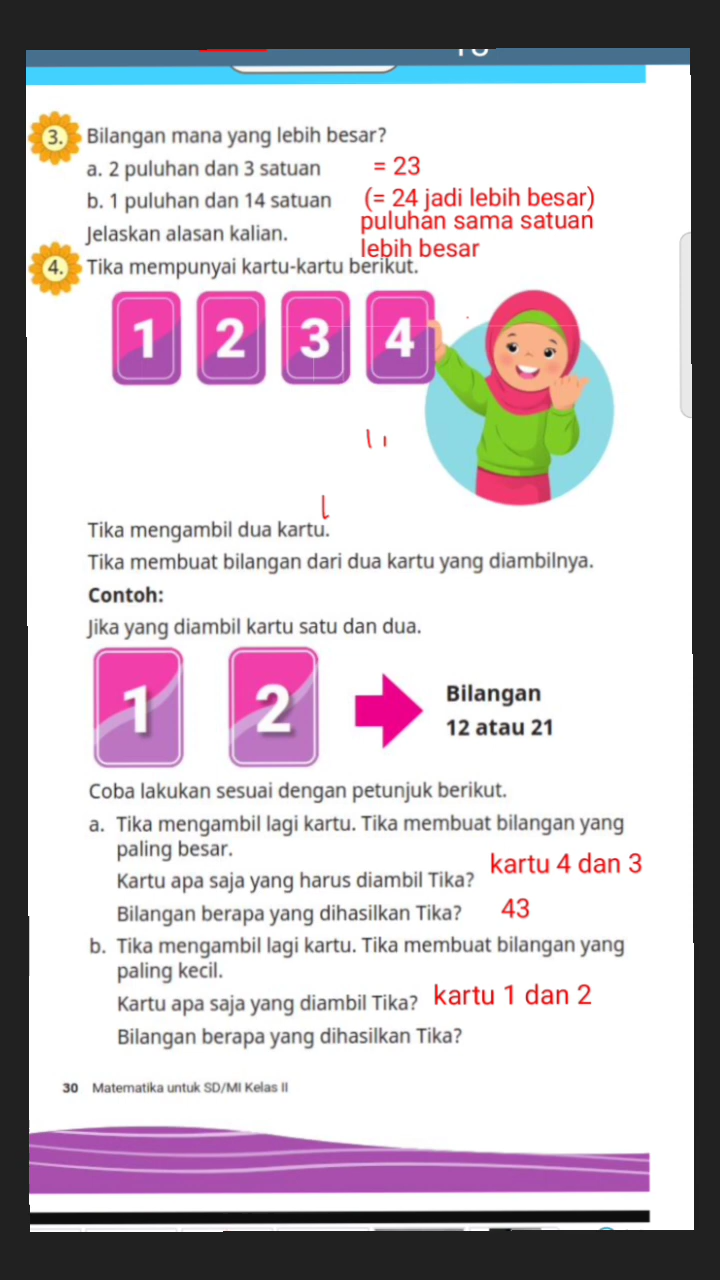 3. Bilangan mana yang lebih besar?
a. 2 puluhan dan 3 satuan = 23
b. 1 puluhan dan 14 satuan (= 24 jadi lebih besar)
puluhan sama satuan
Jelaskan alasan kalian.
lebih besar
4. Tika mempunyai kartu-kartu berikut.
1 2 3 4
Tika mengambil dua kartu.
Tika membuat bilangan dari dua kartu yang diambilnya.
Contoh:
Jika yang diambil kartu satu dan dua.
1 2 Bilangan
12 atau 21
Coba lakukan sesuai dengan petunjuk berikut.
a. Tika mengambil lagi kartu. Tika membuat bilangan yang
paling besar.
Kartu apa saja yang harus diambil Tika? kartu 4 dan 3
Bilangan berapa yang dihasilkan Tika? 43
b. Tika mengambil lagi kartu. Tika membuat bilangan yang
paling kecil.
Kartu apa saja yang diambil Tika? kartu 1 dan 2
Bilangan berapa yang dihasilkan Tika?
30 Matematika untuk SD/MI Kelas II